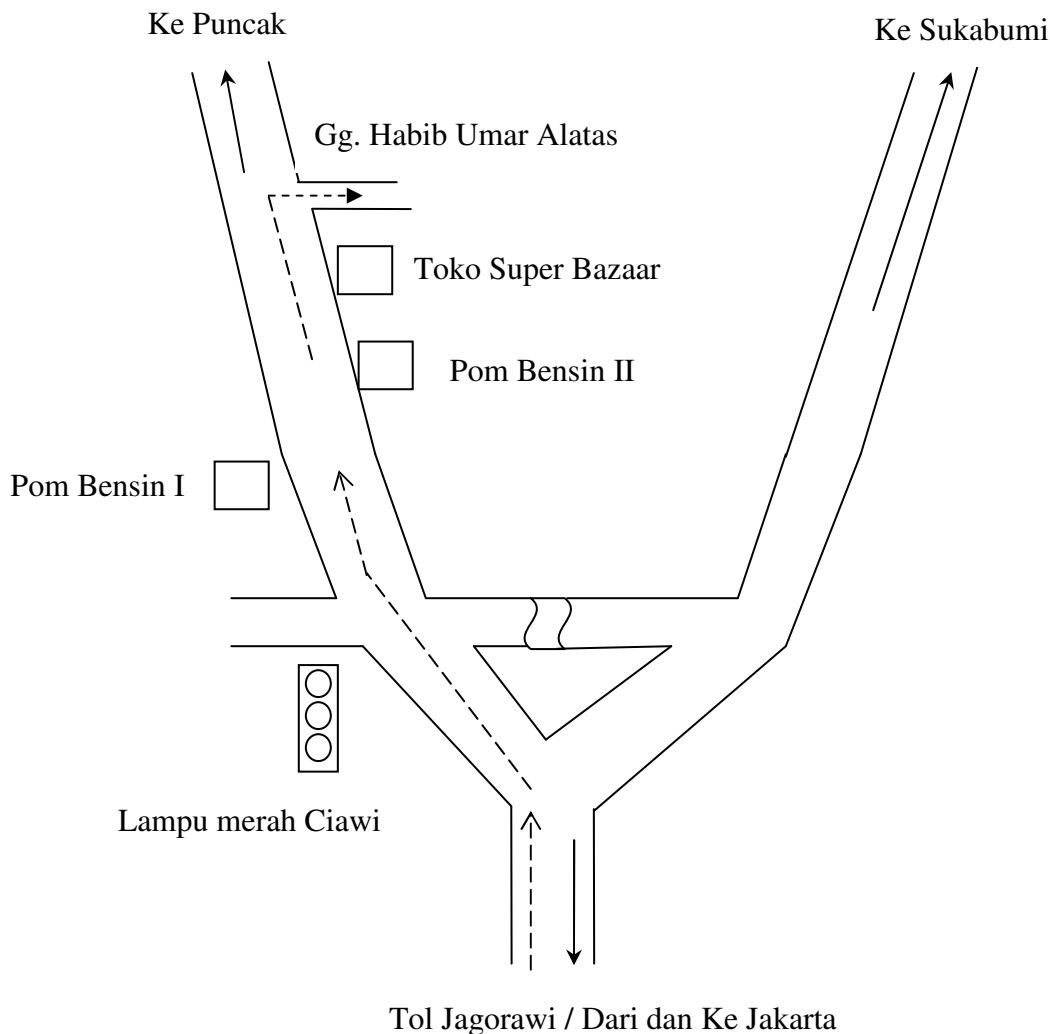 Ke Puncak
Ke Sukabumi
Gg. Habib Umar Alatas
Toko Super Bazaar
Pom Bensin II
Pom Bensin I
Lampu merah Ciawi
Tol Jagorawi / Dari dan Ke Jakarta